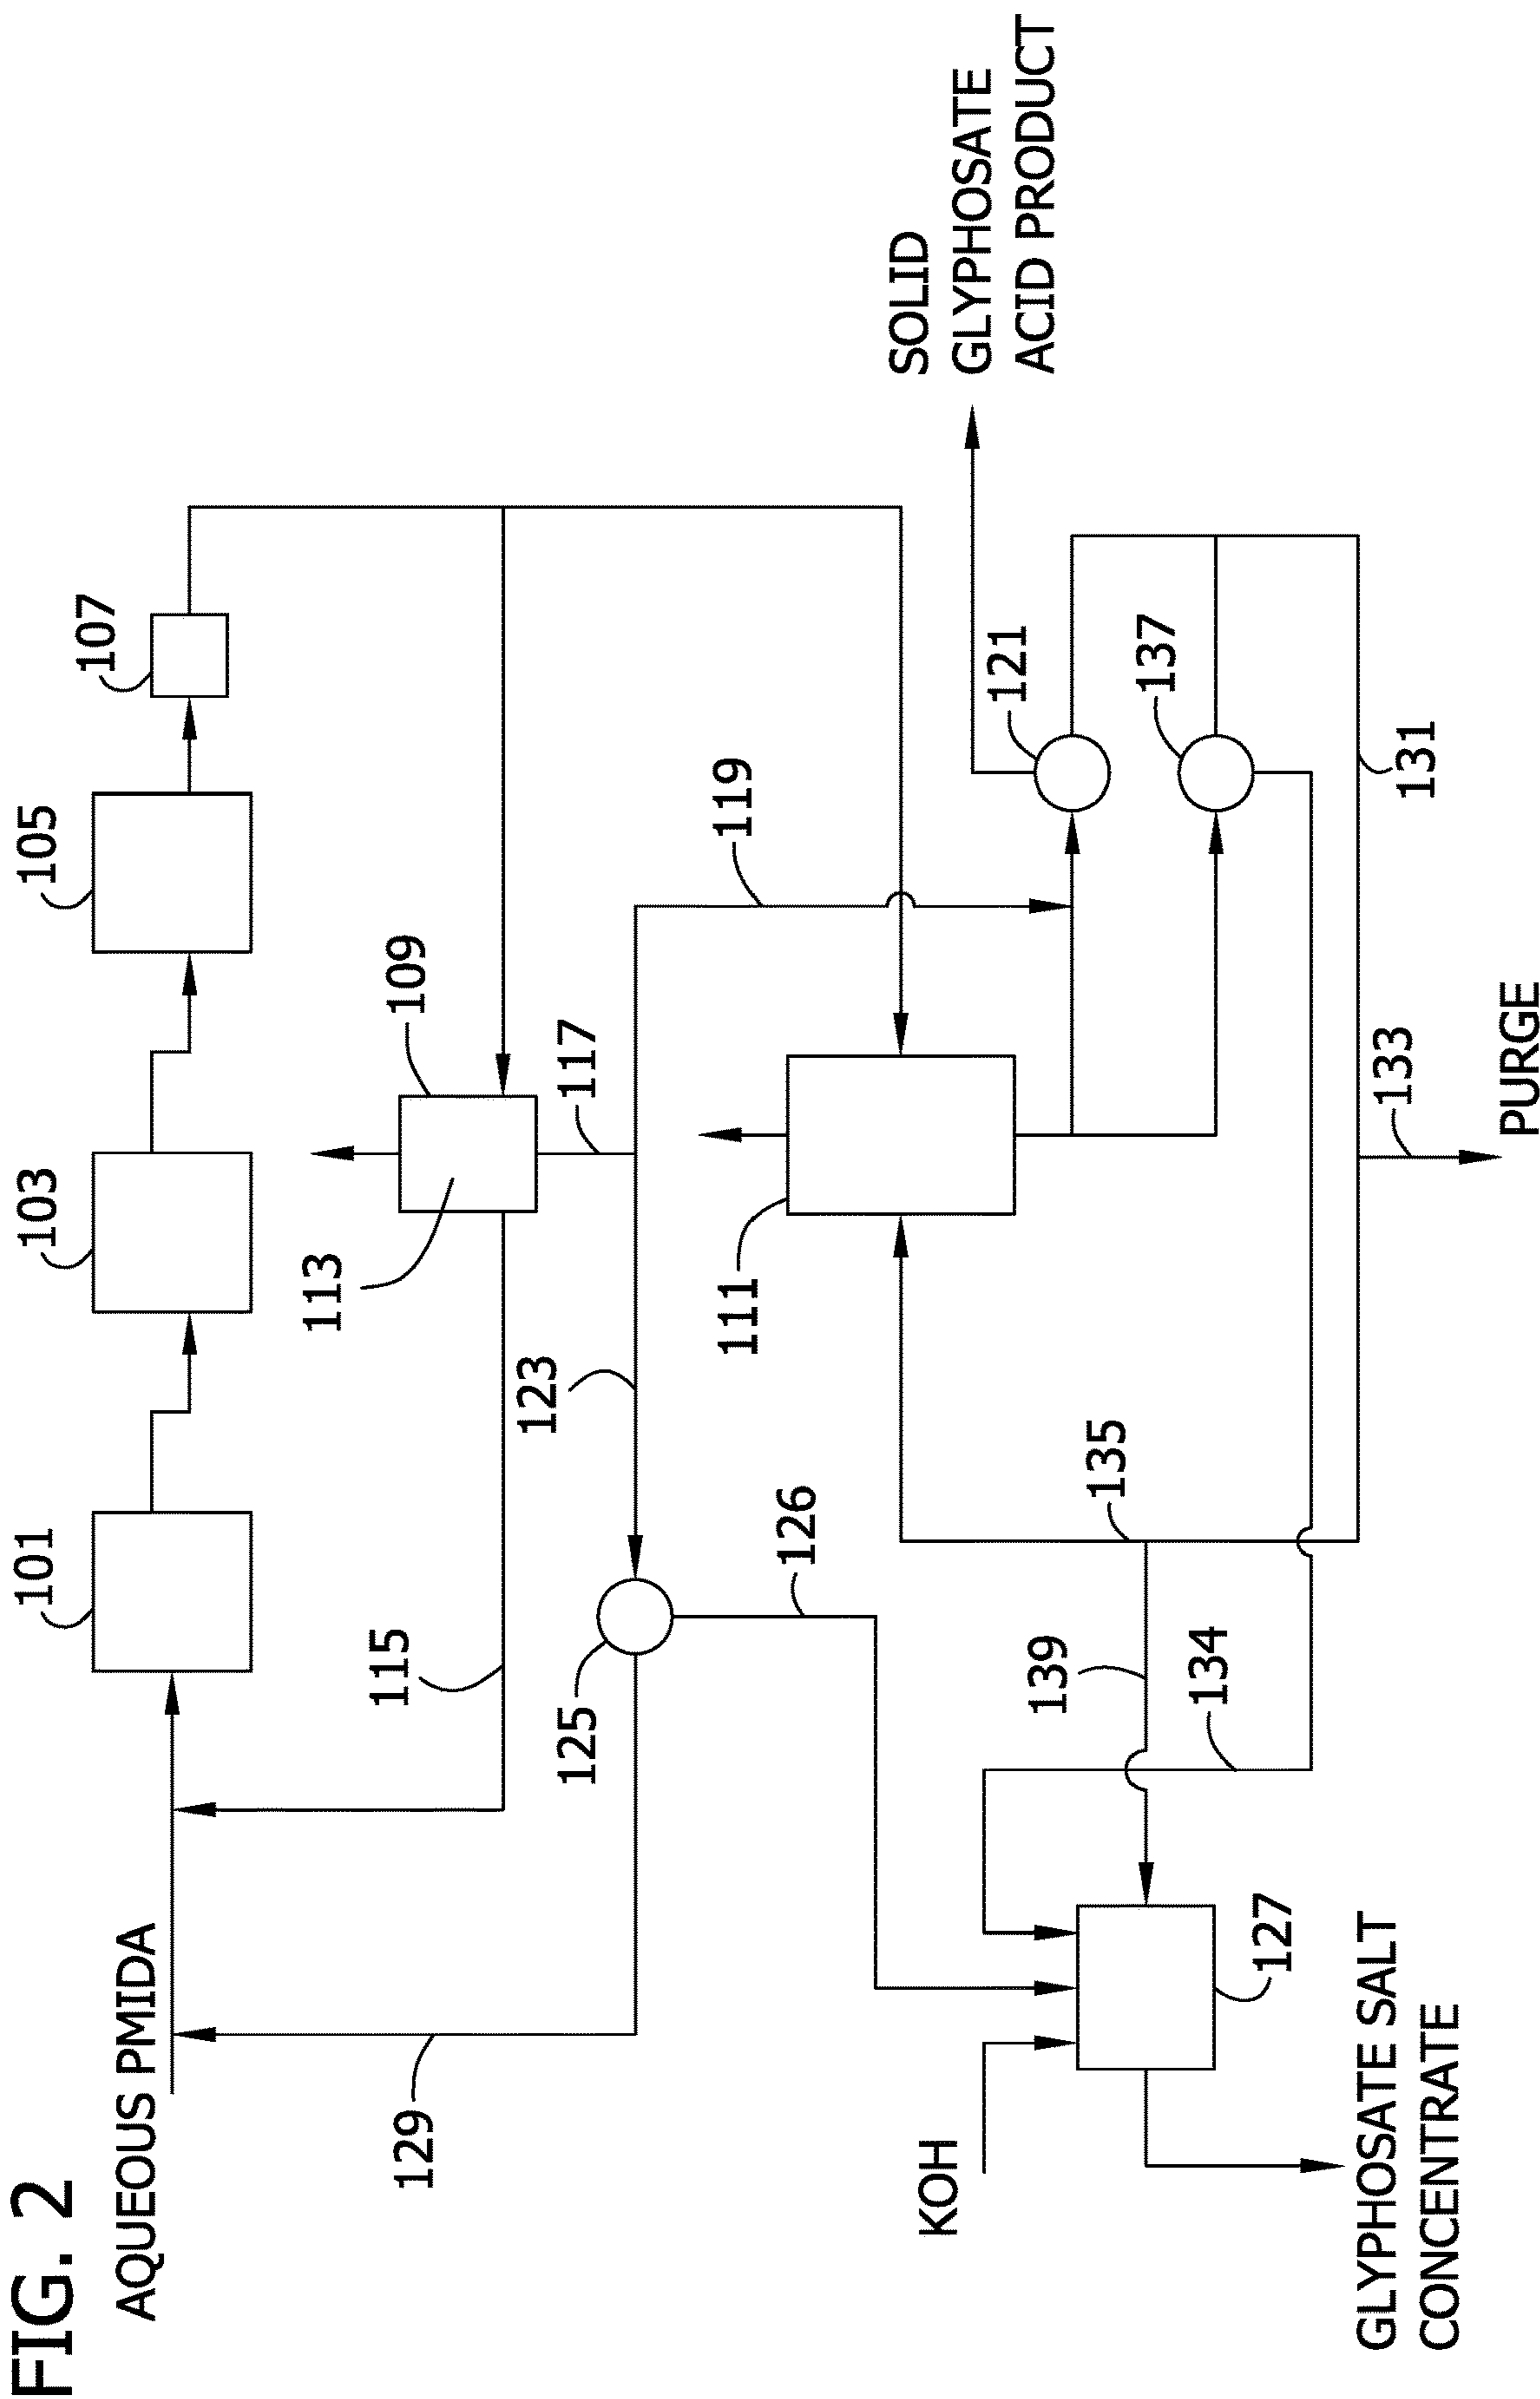 FIG. 2
AQUEOUS PMIDA
101
103
105
107
109
113
115
117
123
119
129
125
126
111
121
137
SOLID
GLYPHOSATE
ACID PRODUCT
135
139
134
131
133
PURGE
KOH
127
GLYPHOSATE SALT
CONCENTRATE